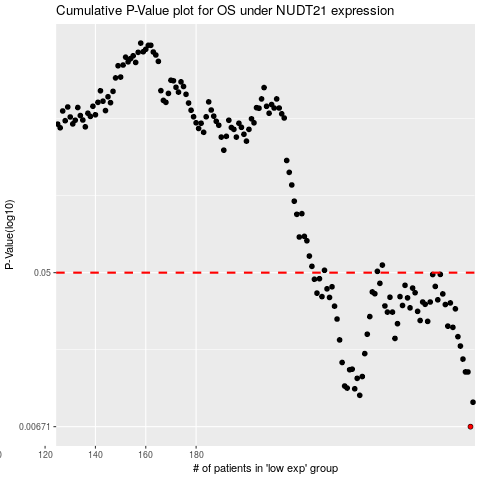 Cumulative P-Value plot for OS under NUDT21 expression
P-Value(log10)
0.05
0.00671
0 120 140 160 180
# of patients in 'low exp' group